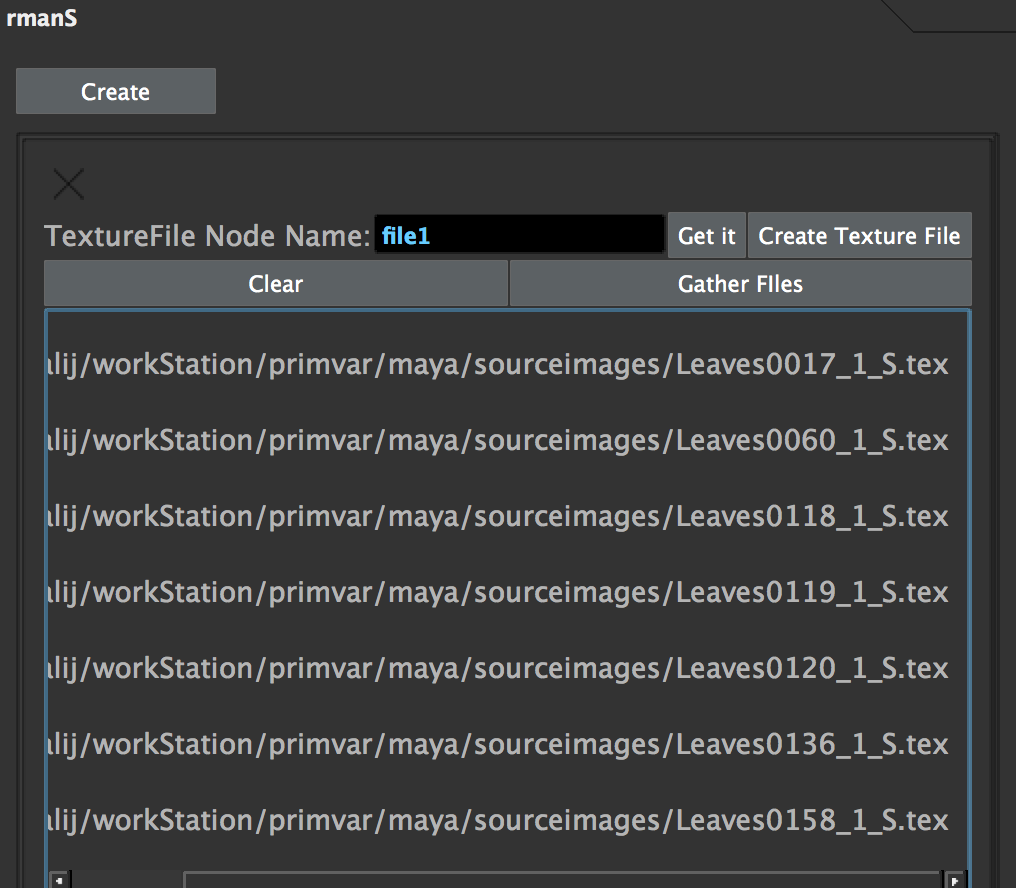 rmanS
Create
TextureFile Node Name: file1 Get it Create Texture File
Clear Gather FIles
alij/workStation/primvar/maya/sourceimages/Leaves0017_1_S.tex
alij/workStation/primvar/maya/sourceimages/Leaves0060_1_S.tex
alij/workStation/primvar/maya/sourceimages/Leaves0118_1_S.tex
alij/workStation/primvar/maya/sourceimages/Leaves0119_1_S.tex
alij/workStation/primvar/maya/sourceimages/Leaves0120_1_S.tex
alij/workStation/primvar/maya/sourceimages/Leaves0136_1_S.tex
alij/workStation/primvar/maya/sourceimages/Leaves0158_1_S.tex